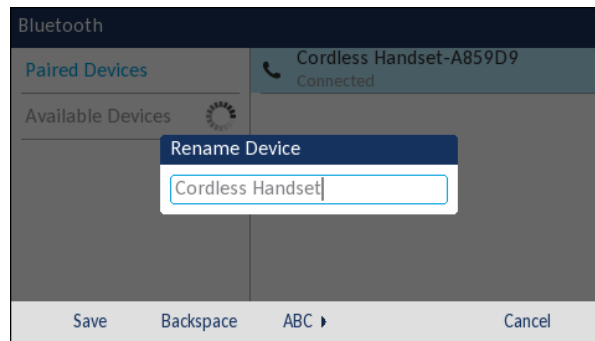 Bluetooth
Paired Devices
Cordless Handset-A859D9
Connected
Available Devices
Rename Device
Cordless Handset
Save Backspace ABC Cancel